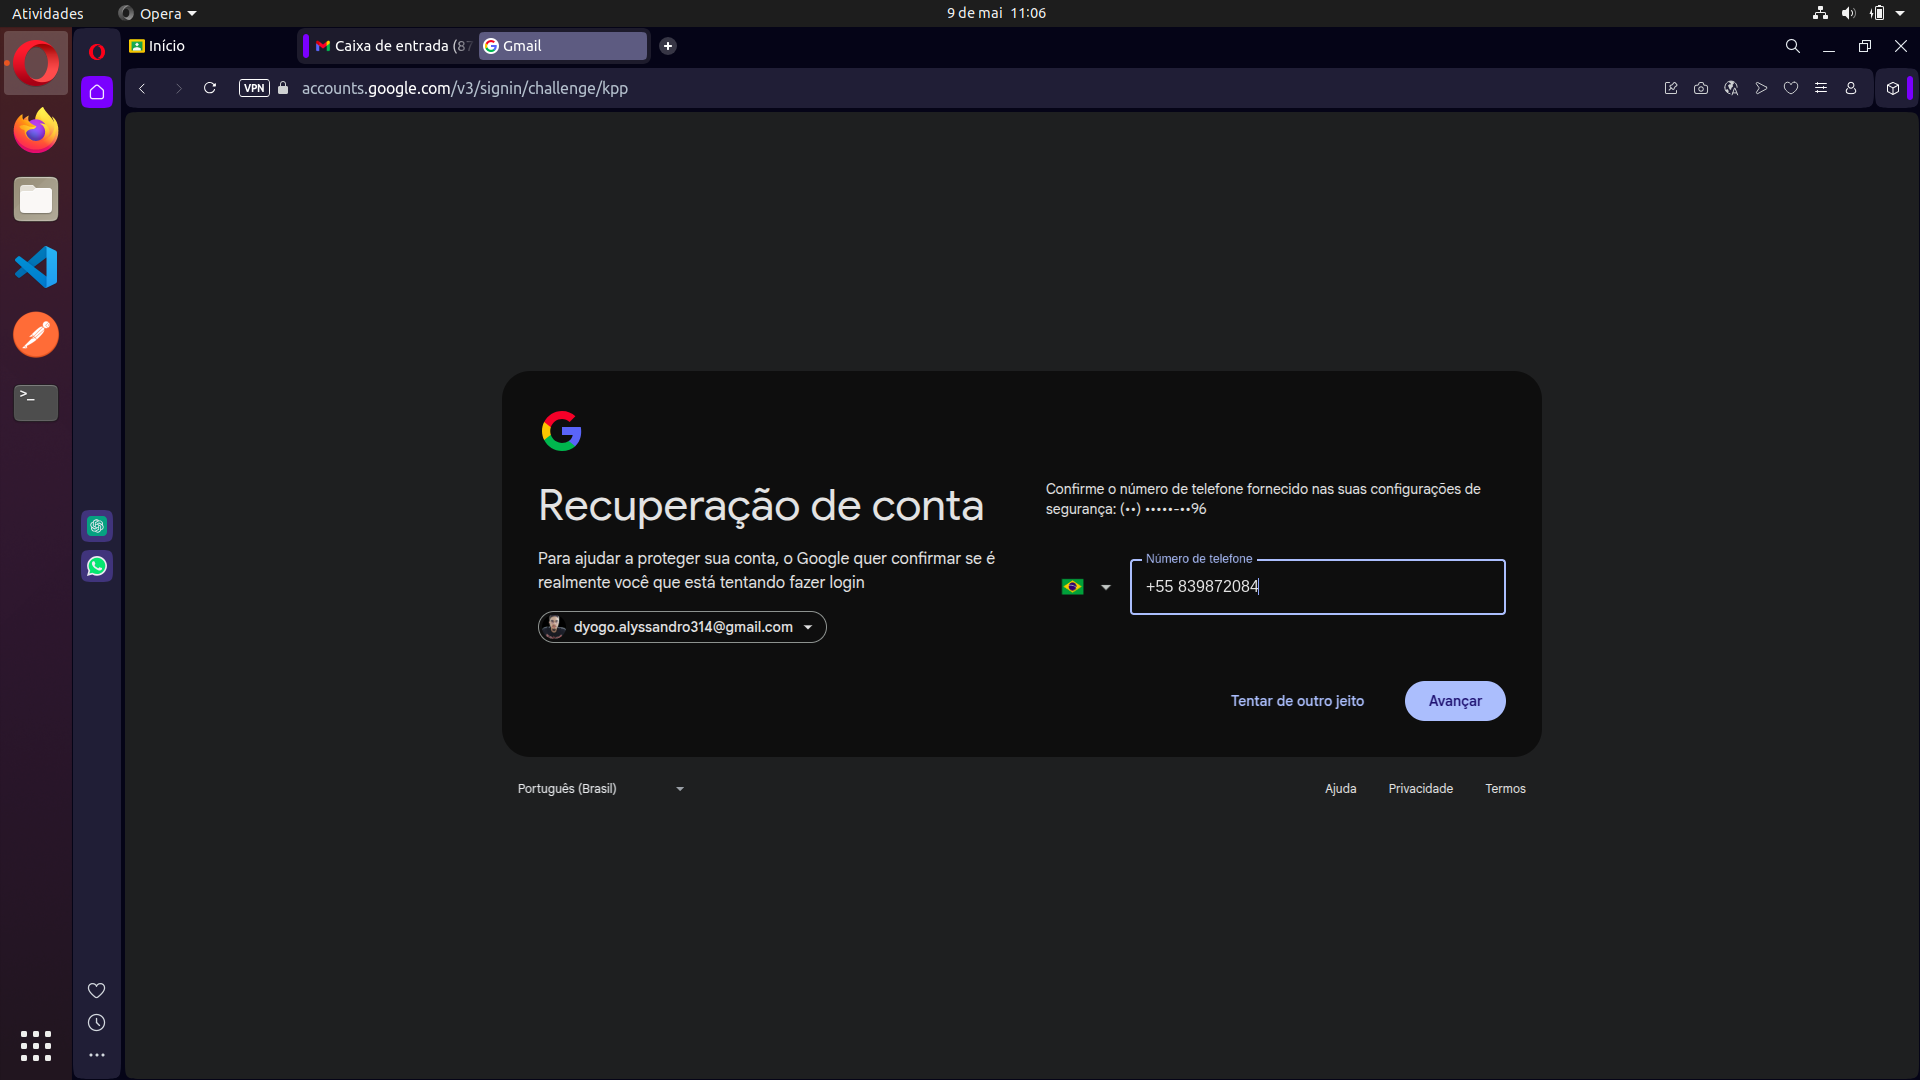 Atividades
Opera
9 de mai 11:06
Início
Caixa de entrada (87
Gmail
VPN
accounts.google.com/v3/signin/challenge/kpp
Recuperação de conta
Para ajudar a proteger sua conta, o Google quer confirmar se é
realmente você que está tentando fazer login
dyogo.alyssandro314@gmail.com
Confirme o número de telefone fornecido nas suas configurações de
segurança: (••) •••••-••96
Número de telefone
+55 839872084
Tentar de outro jeito
Avançar
Português (Brasil)
Ajuda
Privacidade
Termos